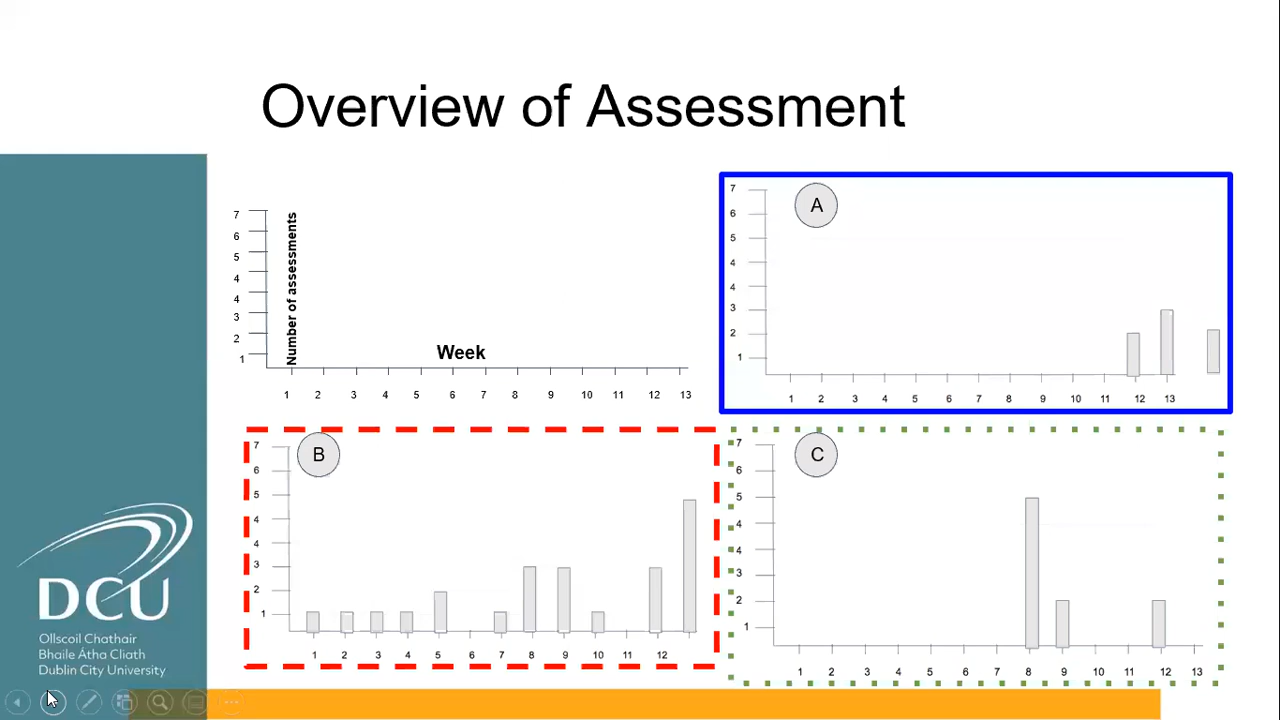 Overview of Assessment
7
6
5
4
4
3
2
1
Number of assessments
Week
1 2 3 4 5 6 7 8 9 10 11 12 13
A
7
6
5
4
4
3
2
1
1 2 3 4 5 6 7 8 9 10 11 12 13
B
7
6
5
4
4
3
2
1
1 2 3 4 5 7 8 9 10 11 12
C
7
6
5
4
4
3
2
1
1 2 3 4 5 6 7 8 9 10 11 12 13
DCU
Ollscoil Chathair
Bhaile Átha Cliath
Dublin City University